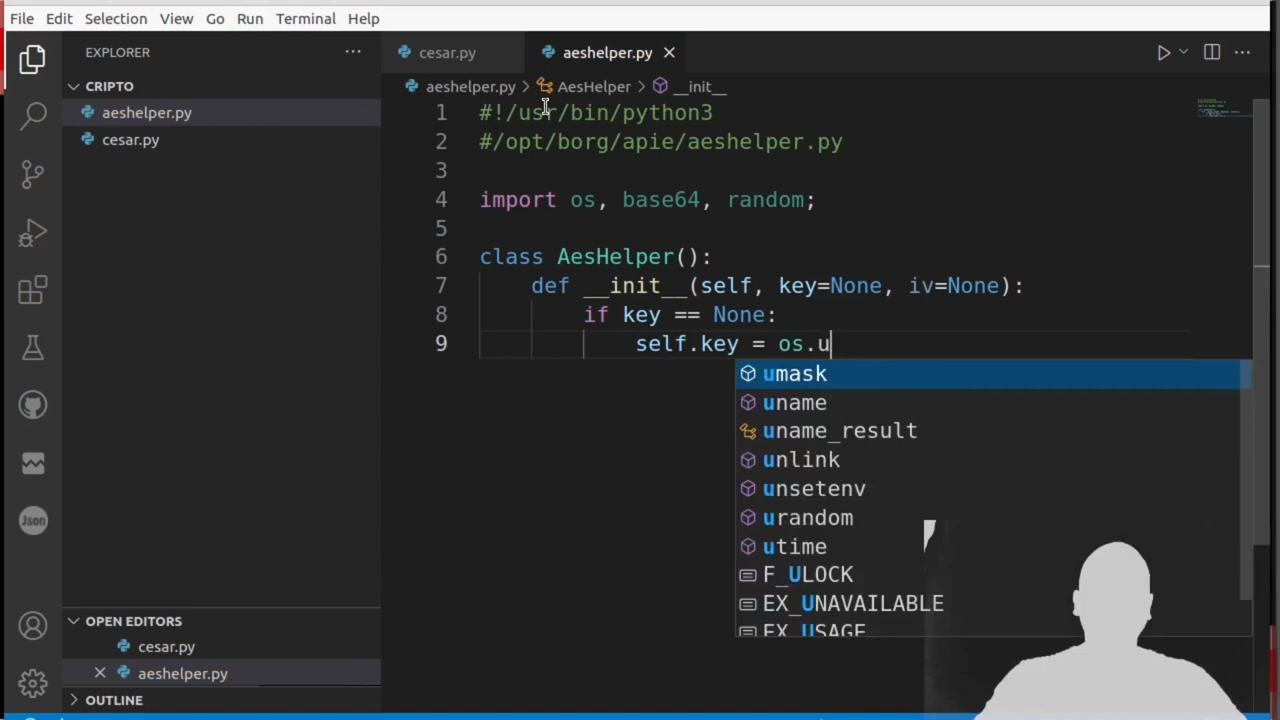 File Edit Selection View Go Run Terminal Help
EXPLORER ...
CRIPTO
aeshelper.py
cesar.py
OPEN EDITORS
cesar.py
aeshelper.py
OUTLINE
cesar.py aeshelper.py
aeshelper.py > AesHelper > __init__
1 #!/usr/bin/python3
2 #/opt/borg/apie/aeshelper.py
3
4 import os, base64, random;
5
6 class AesHelper():
7 def __init__(self, key=None, iv=None):
8 if key == None:
9 self.key = os.u
umask
uname
uname_result
unlink
unsetenv
urandom
utime
F_ULOCK
EX_UNAVAILABLE
EX_USAGE
Json